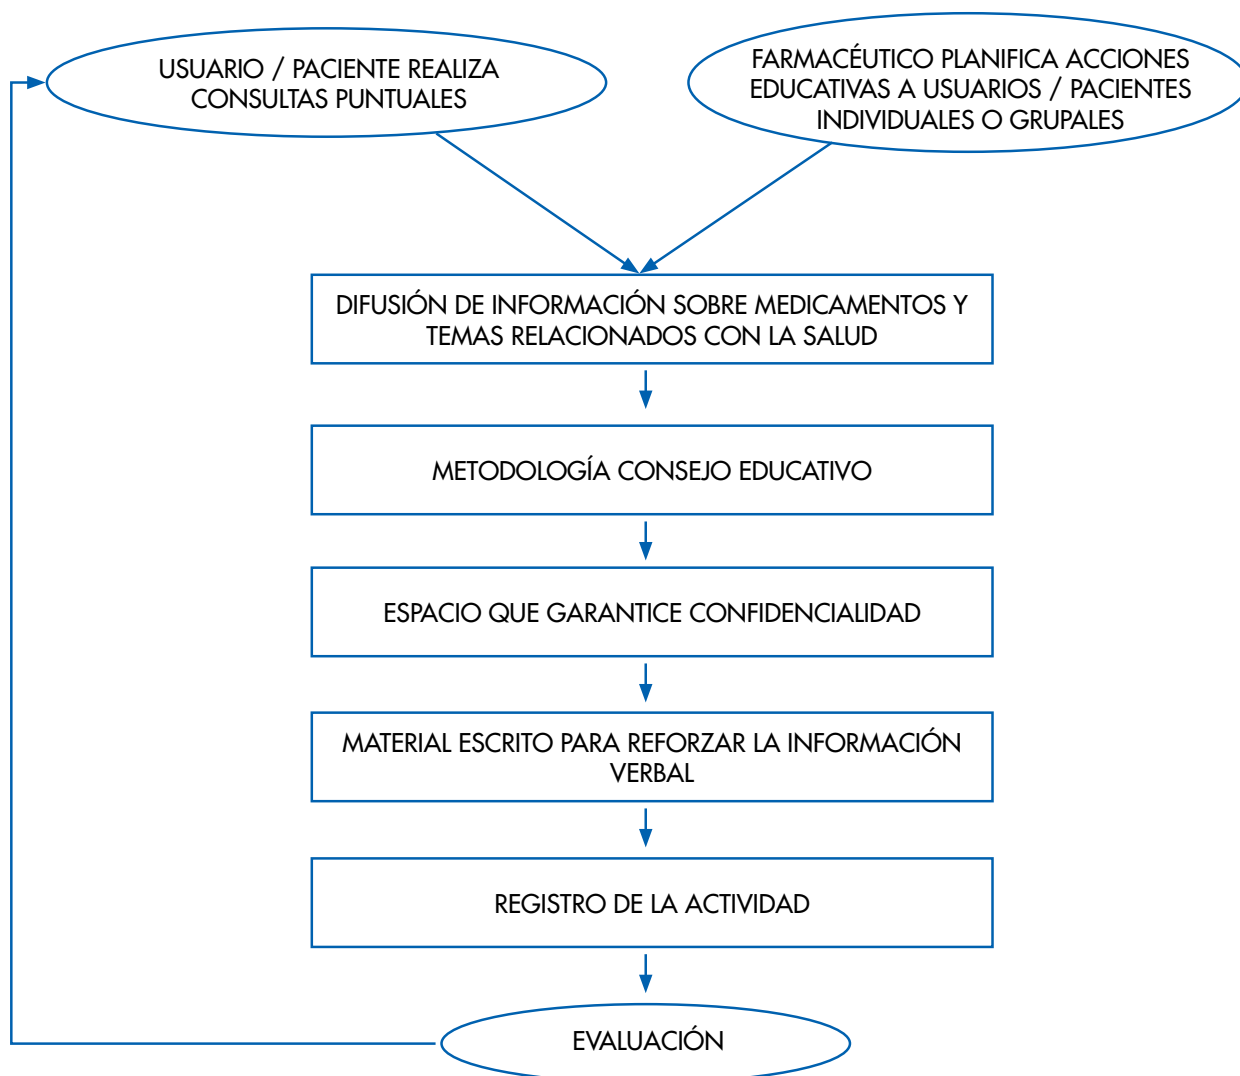 USUARIO / PACIENTE REALIZA
CONSULTAS PUNTUALES
FARMACÉUTICO PLANIFICA ACCIONES
EDUCATIVAS A USUARIOS / PACIENTES
INDIVIDUALES O GRUPALES
DIFUSIÓN DE INFORMACIÓN SOBRE MEDICAMENTOS Y
TEMAS RELACIONADOS CON LA SALUD
METODOLOGÍA CONSEJO EDUCATIVO
ESPACIO QUE GARANTICE CONFIDENCIALIDAD
MATERIAL ESCRITO PARA REFORZAR LA INFORMACIÓN
VERBAL
REGISTRO DE LA ACTIVIDAD
EVALUACIÓN